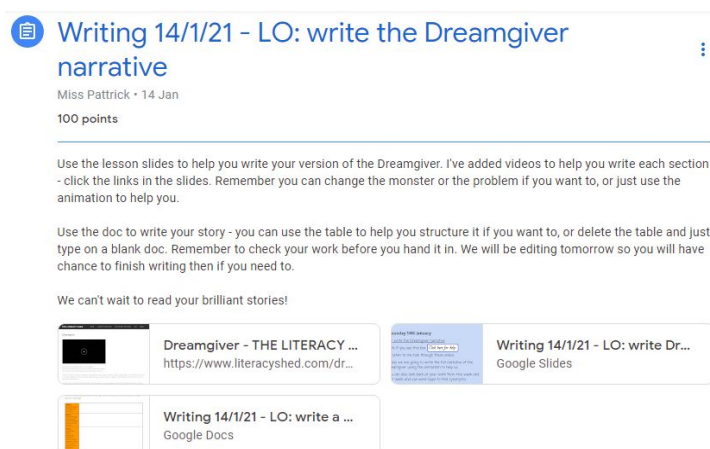 Writing 14/1/21 - LO: write the Dreamgiver
narrative
Miss Pattrick • 14 Jan
100 points
Use the lesson slides to help you write your version of the Dreamgiver. I've added videos to help you write each section
- click the links in the slides. Remember you can change the monster or the problem if you want to, or just use the
animation to help you.
Use the doc to write your story - you can use the table to help you structure it if you want to, or delete the table and just
type on a blank doc. Remember to check your work before you hand it in. We will be editing tomorrow so you will have
chance to finish writing then if you need to.
We can't wait to read your brilliant stories!
Dreamgiver - THE LITERACY ...
https://www.literacyshed.com/dr...
Writing 14/1/21 - LO: write Dr...
Google Slides
Writing 14/1/21 - LO: write a ...
Google Docs